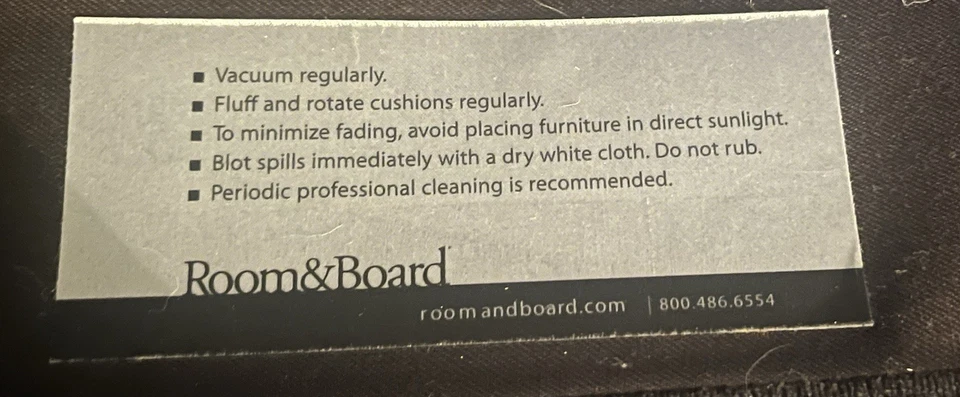 ▪ Vacuum regularly.
▪ Fluff and rotate cushions regularly.
▪ To minimize fading, avoid placing furniture in direct sunlight.
▪ Blot spills immediately with a dry white cloth. Do not rub.
▪ Periodic professional cleaning is recommended.
Room&Board
roomandboard.com | 800.486.6554